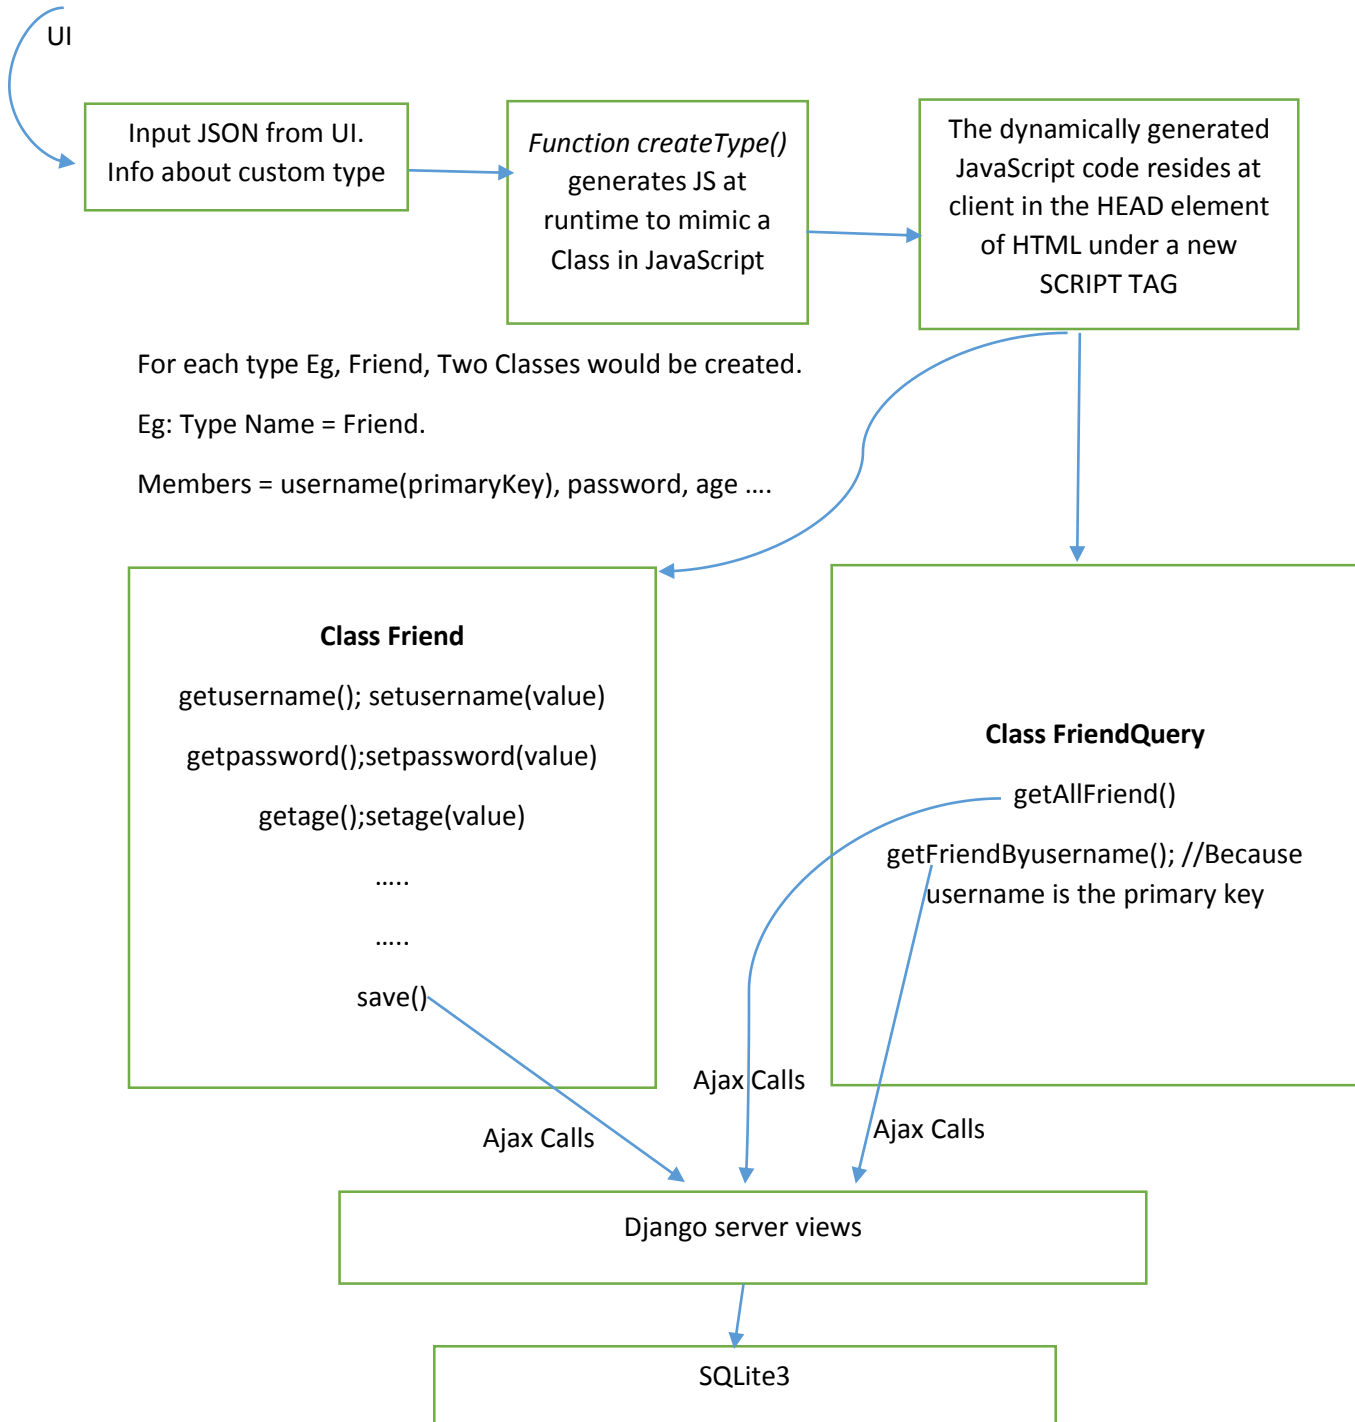 UI
Input JSON from UI.
Info about custom type
Function createType()
generates JS at
runtime to mimic a
Class in JavaScript
The dynamically generated
JavaScript code resides at
client in the HEAD element
of HTML under a new
SCRIPT TAG
For each type Eg, Friend, Two Classes would be created.
Eg: Type Name = Friend.
Members = username(primaryKey), password, age ....
Class Friend
getusername(); setusername(value)
getpassword();setpassword(value)
getage();setage(value)
.....
.....
save()
Class FriendQuery
getAllFriend()
getFriendByusername(); //Because
username is the primary key
Ajax Calls
Ajax Calls
Ajax Calls
Django server views
SQLite3